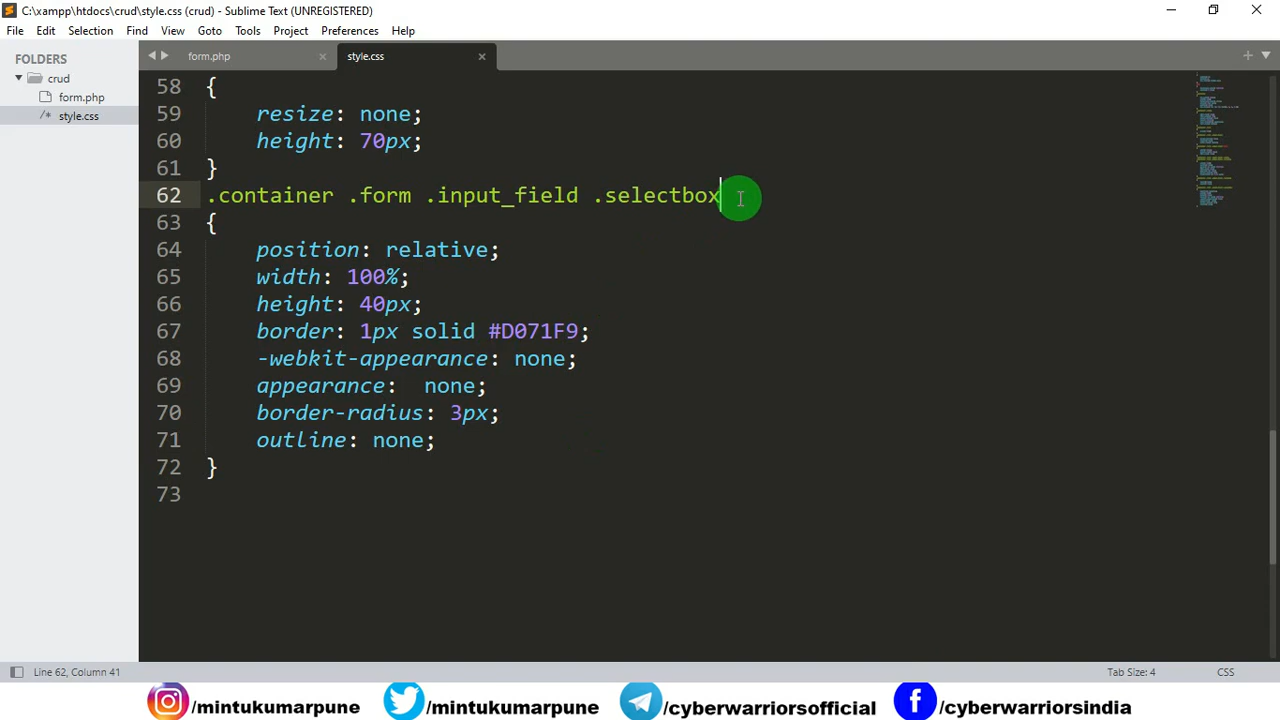 C:\xampp\htdocs\crud\style.css (crud) - Sublime Text (UNREGISTERED)
File Edit Selection Find View Goto Tools Project Preferences Help
FOLDERS
crud
form.php
/* style.css
form.php style.css
58 {
59 resize: none;
60 height: 70px;
61 }
62 .container .form .input_field .selectbox
63 {
64 position: relative;
65 width: 100%;
66 height: 40px;
67 border: 1px solid #D071F9;
68 -webkit-appearance: none;
69 appearance:  none;
70 border-radius: 3px;
71 outline: none;
72 }
73
Line 62, Column 41 Tab Size: 4 CSS
/mintukumarpune /mintukumarpune /cyberwarriorsofficial /cyberwarriorsindia